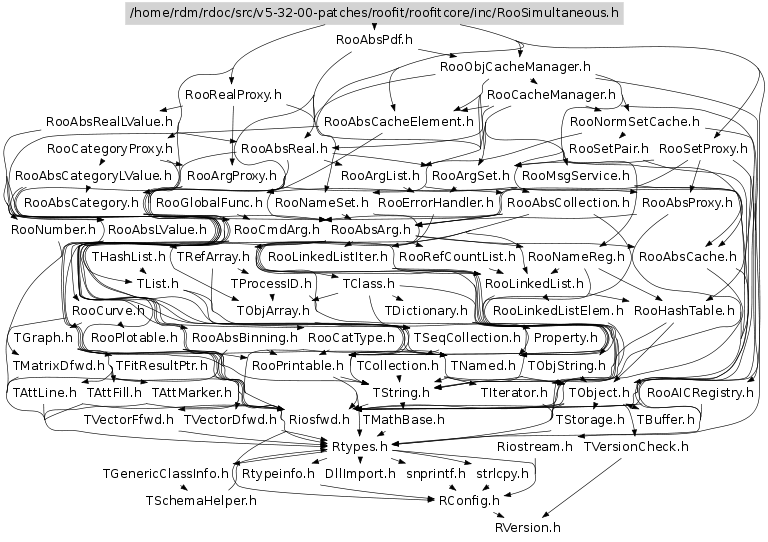 /home/rdm/rdoc/src/v5-32-00-patches/roofit/roofitcore/inc/RooSimultaneous.h
RooAbsPdf.h
RooObjCacheManager.h
RooRealProxy.h RooCacheManager.h
RooAbsRealLValue.h RooAbsCacheElement.h RooNormSetCache.h
RooCategoryProxy.h RooAbsReal.h RooSetPair.h RooSetProxy.h
RooAbsCategoryLValue.h RooArgProxy.h RooArgList.h RooArgSet.h RooMsgService.h
RooAbsCategory.h RooGlobalFunc.h RooNameSet.h RooErrorHandler.h RooAbsCollection.h RooAbsProxy.h
RooNumber.h RooAbsLValue.h RooCmdArg.h RooAbsArg.h
THashList.h TRefArray.h RooLinkedListIter.h RooRefCountList.h RooNameReg.h RooAbsCache.h
TList.h TProcessID.h TClass.h RooLinkedList.h
RooCurve.h TObjArray.h TDictionary.h RooLinkedListElem.h RooHashTable.h
TGraph.h RooPlotable.h RooAbsBinning.h RooCatType.h TSeqCollection.h Property.h
TMatrixDfwd.h TFitResultPtr.h RooPrintable.h TCollection.h TNamed.h TObjString.h
TAttLine.h TAttFill.h TAttMarker.h TString.h TIterator.h TObject.h RooAICRegistry.h
TVectorFfwd.h TVectorDfwd.h Riosfwd.h TMathBase.h TStorage.h TBuffer.h
Rtypes.h Riostream.h TVersionCheck.h
TGenericClassInfo.h Rtypeinfo.h DllImport.h snprintf.h strlcpy.h
TSchemaHelper.h RConfig.h
RVersion.h